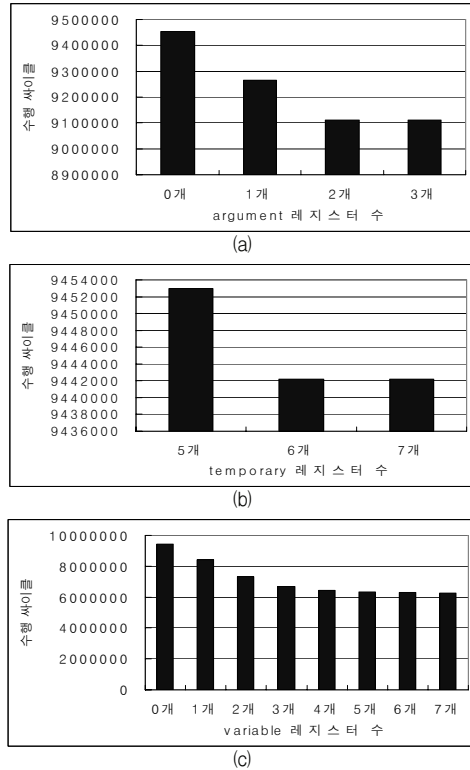 수행 싸이클
9500000
9400000
9300000
9200000
9100000
9000000
8900000
0개 1개 2개 3개
argument 레지스터 수
(a)
수행 싸이클
9454000
9452000
9450000
9448000
9446000
9444000
9442000
9440000
9438000
9436000
5개 6개 7개
temporary 레지스터 수
(b)
수행 싸이클
10000000
8000000
6000000
4000000
2000000
0
0개 1개 2개 3개 4개 5개 6개 7개
variable 레지스터 수
(c)